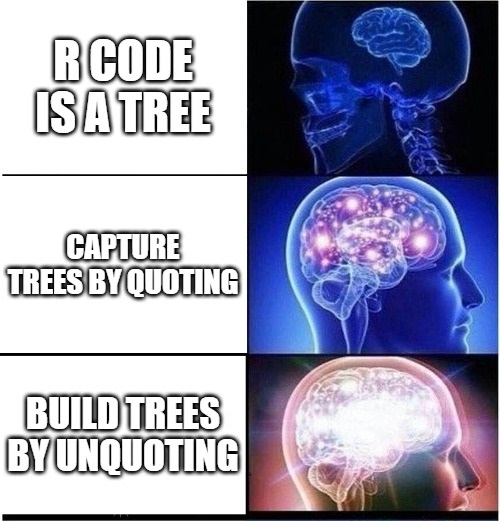 R CODE
IS A TREE
CAPTURE
TREES BY QUOTING
BUILD TREES
BY UNQUOTING